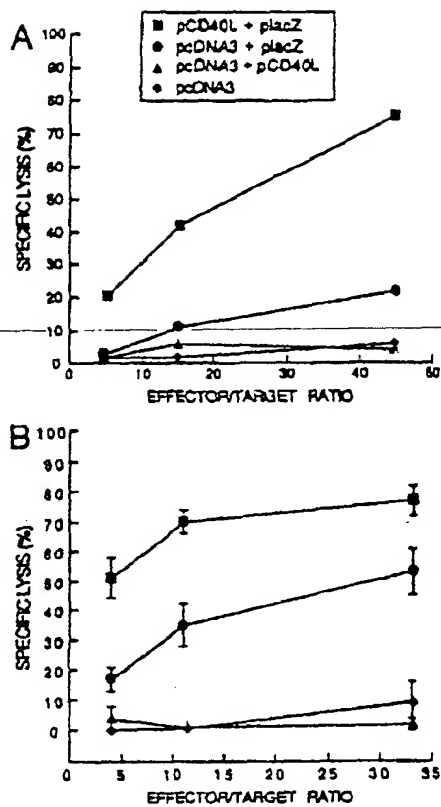 A
pCD40L + placZ
pcDNA3 + placZ
pcDNA3 + pCD40L
pcDNA3
SPECIFIC LYSIS (%)
80
70
60
50
40
30
20
10
0
0 10 20 30 40 50
EFFECTOR/TARGET RATIO
B
SPECIFIC LYSIS (%)
100
90
80
70
60
50
40
30
20
10
0
0 5 10 15 20 25 30 35
EFFECTOR/TARGET RATIO